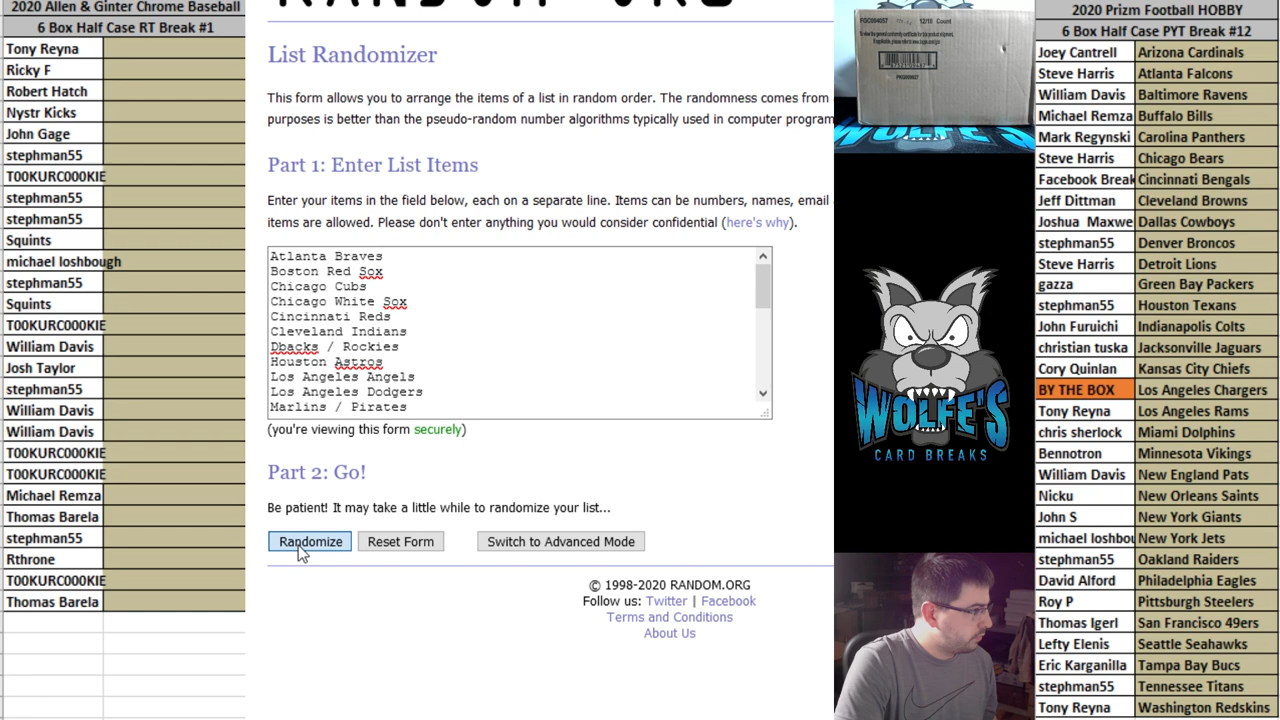 2020 Allen & Ginter Chrome Baseball
6 Box Half Case RT Break #1
Tony Reyna
Ricky F
Robert Hatch
Nystr Kicks
John Gage
stephman55
T00KURC000KIE
stephman55
stephman55
Squints
michael loshbough
stephman55
Squints
T00KURC000KIE
William Davis
Josh Taylor
stephman55
William Davis
William Davis
T00KURC000KIE
T00KURC000KIE
Michael Remza
Thomas Barela
stephman55
Rthrone
T00KURC000KIE
Thomas Barela
List Randomizer
This form allows you to arrange the items of a list in random order. The randomness comes from
purposes is better than the pseudo-random number algorithms typically used in computer program
Part 1: Enter List Items
Enter your items in the field below, each on a separate line. Items can be numbers, names, email
items are allowed. Please don't enter anything you would consider confidential (here's why).
Atlanta Braves
Boston Red Sox
Chicago Cubs
Chicago White Sox
Cincinnati Reds
Cleveland Indians
Dbacks / Rockies
Houston Astros
Los Angeles Angels
Los Angeles Dodgers
Marlins / Pirates
(you're viewing this form securely)
Part 2: Go!
Be patient! It may take a little while to randomize your list...
Randomize Reset Form Switch to Advanced Mode
© 1998-2020 RANDOM.ORG
Follow us: Twitter | Facebook
Terms and Conditions
About Us
WOLFE'S
WOLFE'S
CARD BREAKS
2020 Prizm Football HOBBY
6 Box Half Case PYT Break #12
Joey Cantrell Arizona Cardinals
Steve Harris Atlanta Falcons
William Davis Baltimore Ravens
Michael Remza Buffalo Bills
Mark Regynski Carolina Panthers
Steve Harris Chicago Bears
Facebook Break Cincinnati Bengals
Jeff Dittman Cleveland Browns
Joshua Maxwe Dallas Cowboys
stephman55 Denver Broncos
Steve Harris Detroit Lions
gazza Green Bay Packers
stephman55 Houston Texans
John Furuichi Indianapolis Colts
christian tuska Jacksonville Jaguars
Cory Quinlan Kansas City Chiefs
BY THE BOX Los Angeles Chargers
Tony Reyna Los Angeles Rams
chris sherlock Miami Dolphins
Bennotron Minnesota Vikings
William Davis New England Pats
Nicku New Orleans Saints
John S New York Giants
michael loshbou New York Jets
stephman55 Oakland Raiders
David Alford Philadelphia Eagles
Roy P Pittsburgh Steelers
Thomas Igerl San Francisco 49ers
Lefty Elenis Seattle Seahawks
Eric Karganilla Tampa Bay Bucs
stephman55 Tennessee Titans
Tony Reyna Washington Redskins